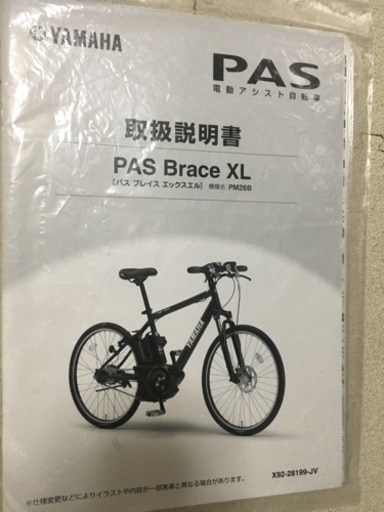 YAMAHA
PAS
電動アシスト自転車
取扱説明書
PAS Brace XL
[パス ブレイス エックスエル] 機種名:PM26B
YAMAHA
※仕様変更などによりイラストや内容が一部実車と異なる場合があります。
X92-28199-JV